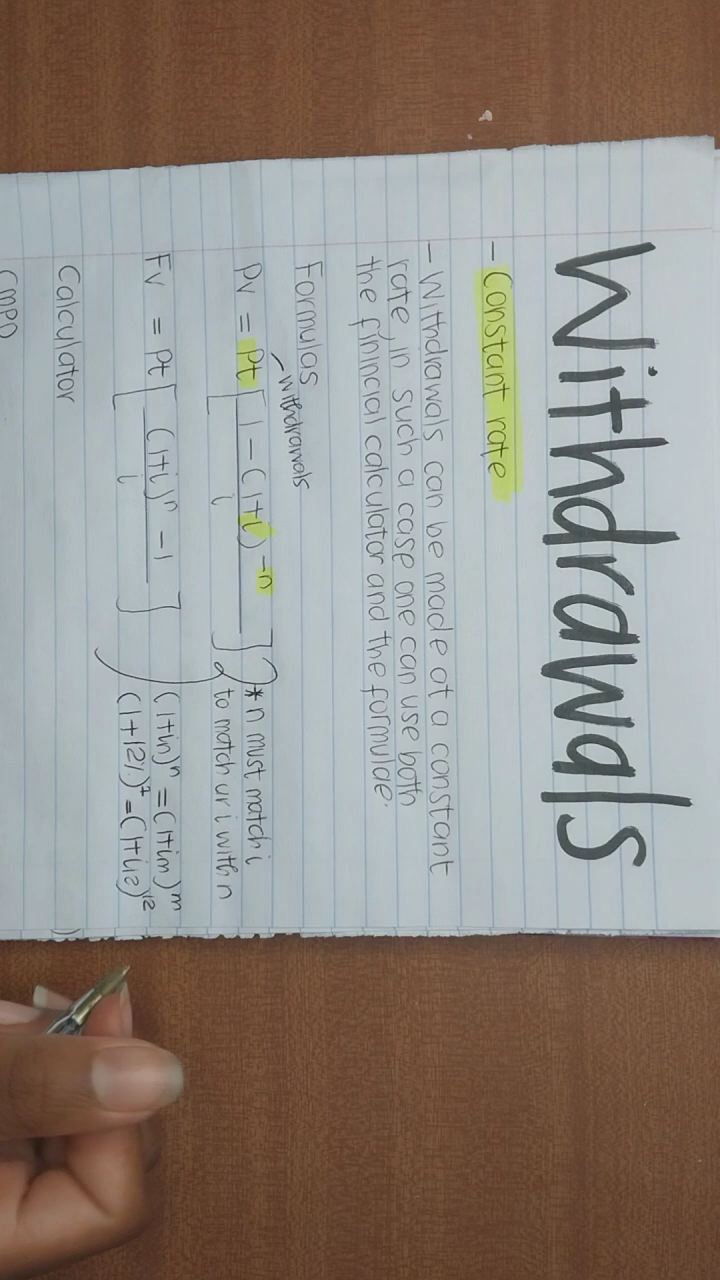 Withdrawals
- Constant rate
- Withdrawals can be made at a constant
rate, in such a case one can use both
the finincial calculator and the formulae.
Formulas
withdrawals
Pv = Pt [ 1 - (1+i)^-n / i ] * n must match i
to match ur i with n
Fv = Pt [ (1+i)^n - 1 / i ] (1+in)^n = (1+im)^m
(1+12%)^1 = (1+i12)^12
Calculator
CMPD